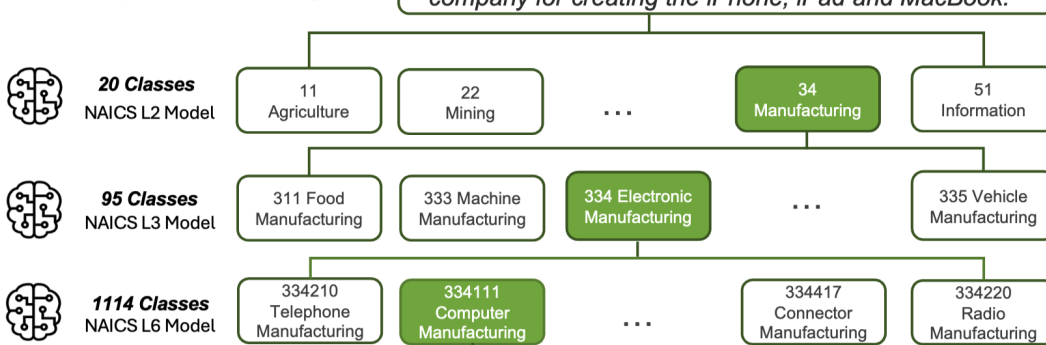 company for creating the iPhone, iPad and MacBook.
20 Classes
NAICS L2 Model
11
Agriculture
22
Mining
...
34
Manufacturing
51
Information
95 Classes
NAICS L3 Model
311 Food
Manufacturing
333 Machine
Manufacturing
334 Electronic
Manufacturing
...
335 Vehicle
Manufacturing
1114 Classes
NAICS L6 Model
334210
Telephone
Manufacturing
334111
Computer
Manufacturing
...
334417
Connector
Manufacturing
334220
Radio
Manufacturing